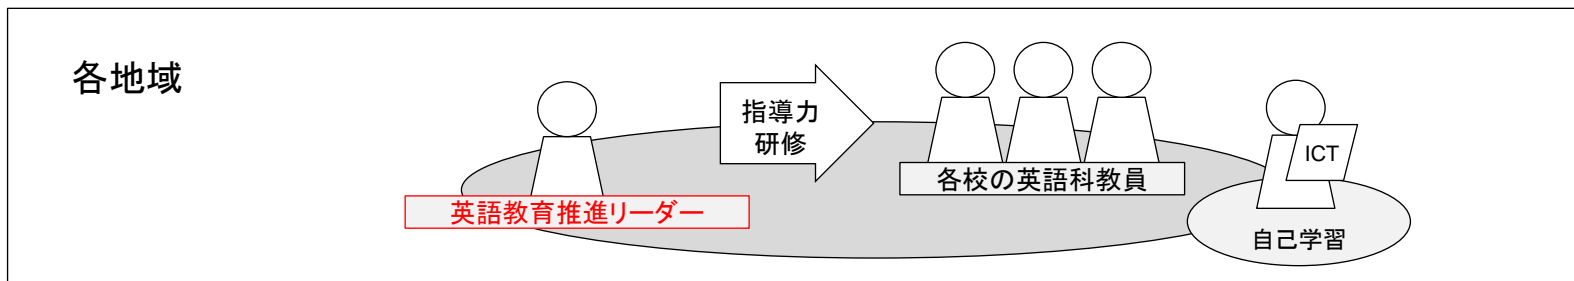 各地域
指導力
研修
英語教育推進リーダー
各校の英語科教員
ICT
自己学習